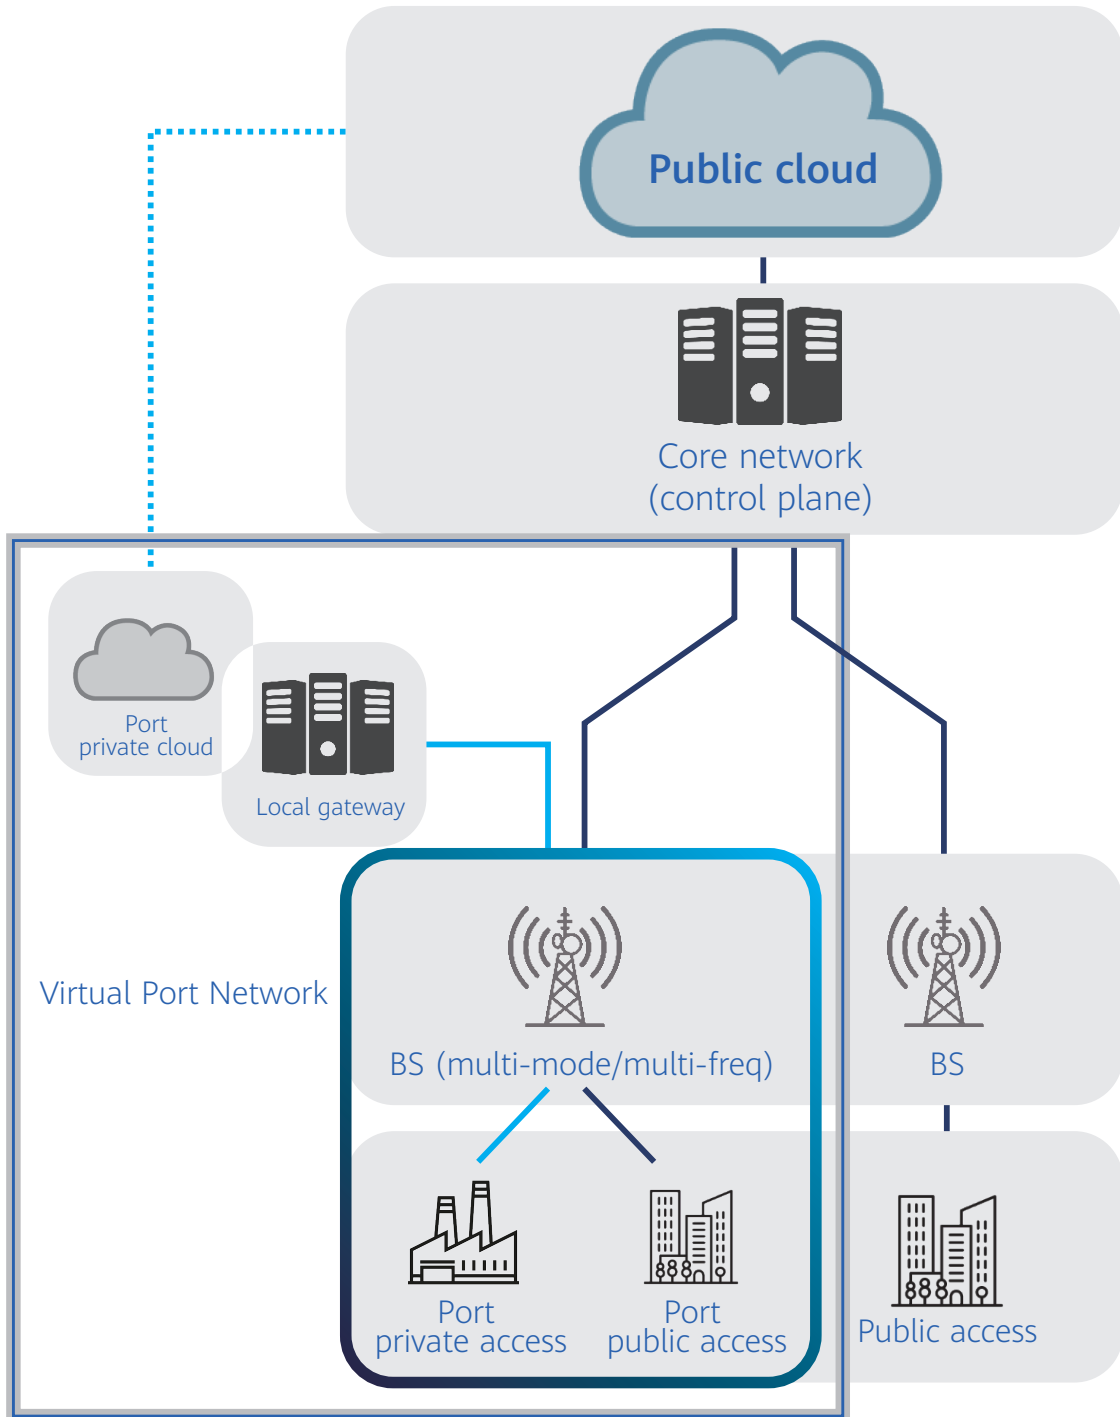 Public cloud
Core network
(control plane)
Port
private cloud
Local gateway
Virtual Port Network
BS (multi-mode/multi-freq)
BS
Port
private access
Port
public access
Public access